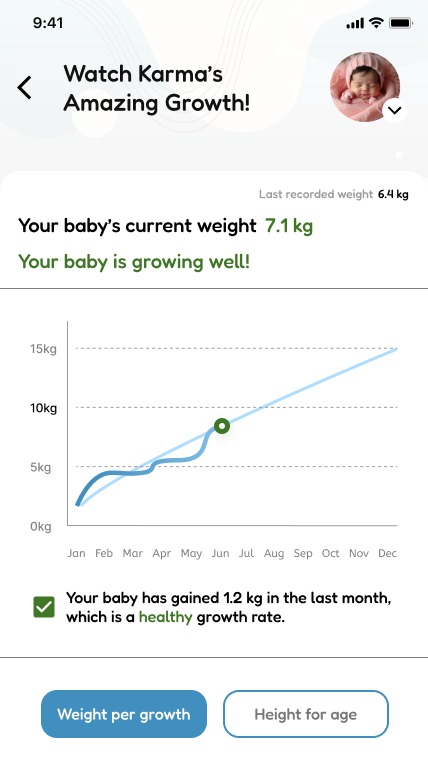 9:41
Watch Karma's
Amazing Growth!
Last recorded weight 6.4 kg
Your baby's current weight 7.1 kg
Your baby is growing well!
15kg
10kg
5kg
0kg
Jan Feb Mar Apr May Jun Jul Aug Sep Oct Nov Dec
Your baby has gained 1.2 kg in the last month,
which is a healthy growth rate.
Weight per growth
Height for age